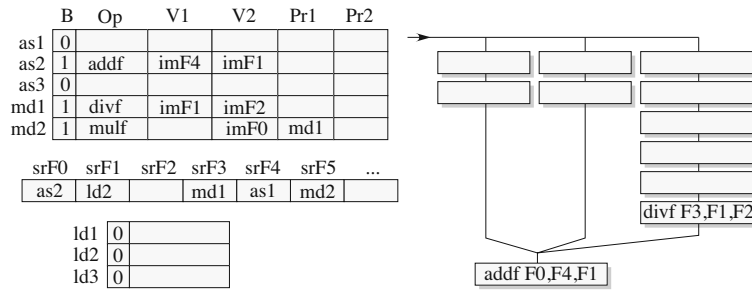 B Op V1 V2 Pr1 Pr2
as1 0
as2 1 addf imF4 imF1
as3 0
md1 1 divf imF1 imF2
md2 1 mulf imF0 md1
srF0 srF1 srF2 srF3 srF4 srF5 ...
as2 ld2 md1 as1 md2
ld1 0
ld2 0
ld3 0
divf F3,F1,F2
addf F0,F4,F1